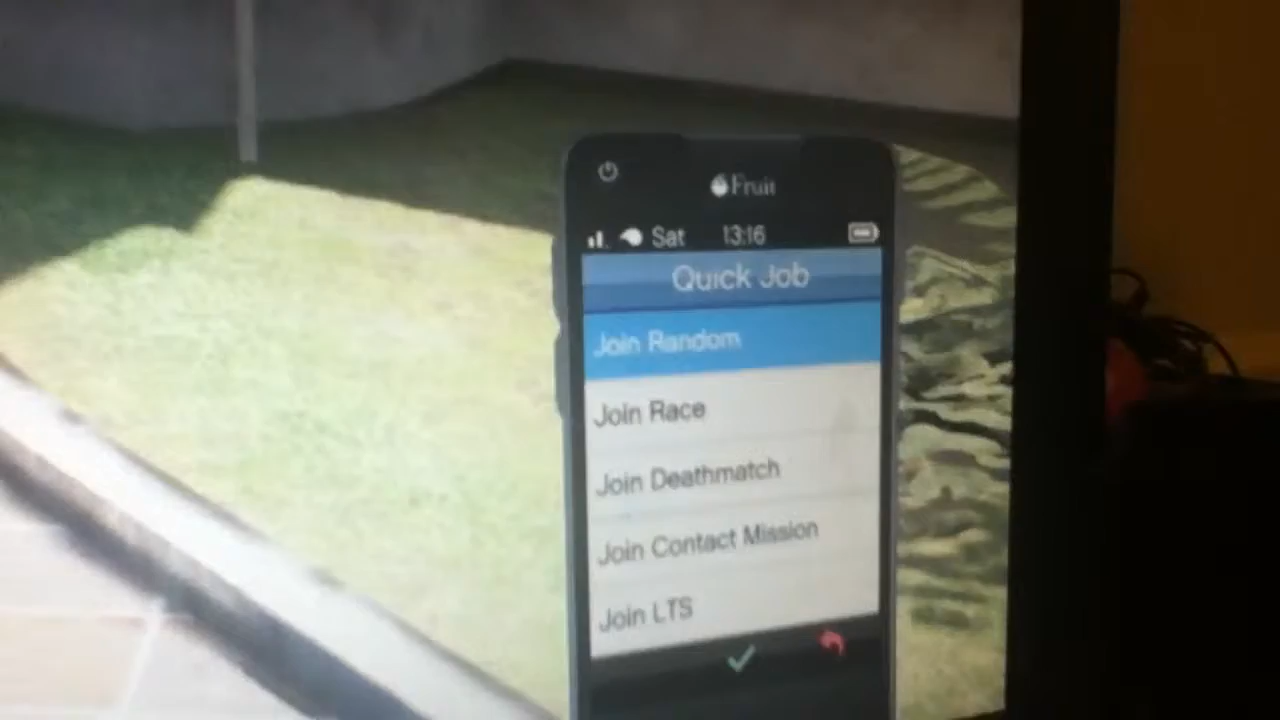 Fruit
Sat 13:16
Quick Job
Join Random
Join Race
Join Deathmatch
Join Contact Mission
Join LTS